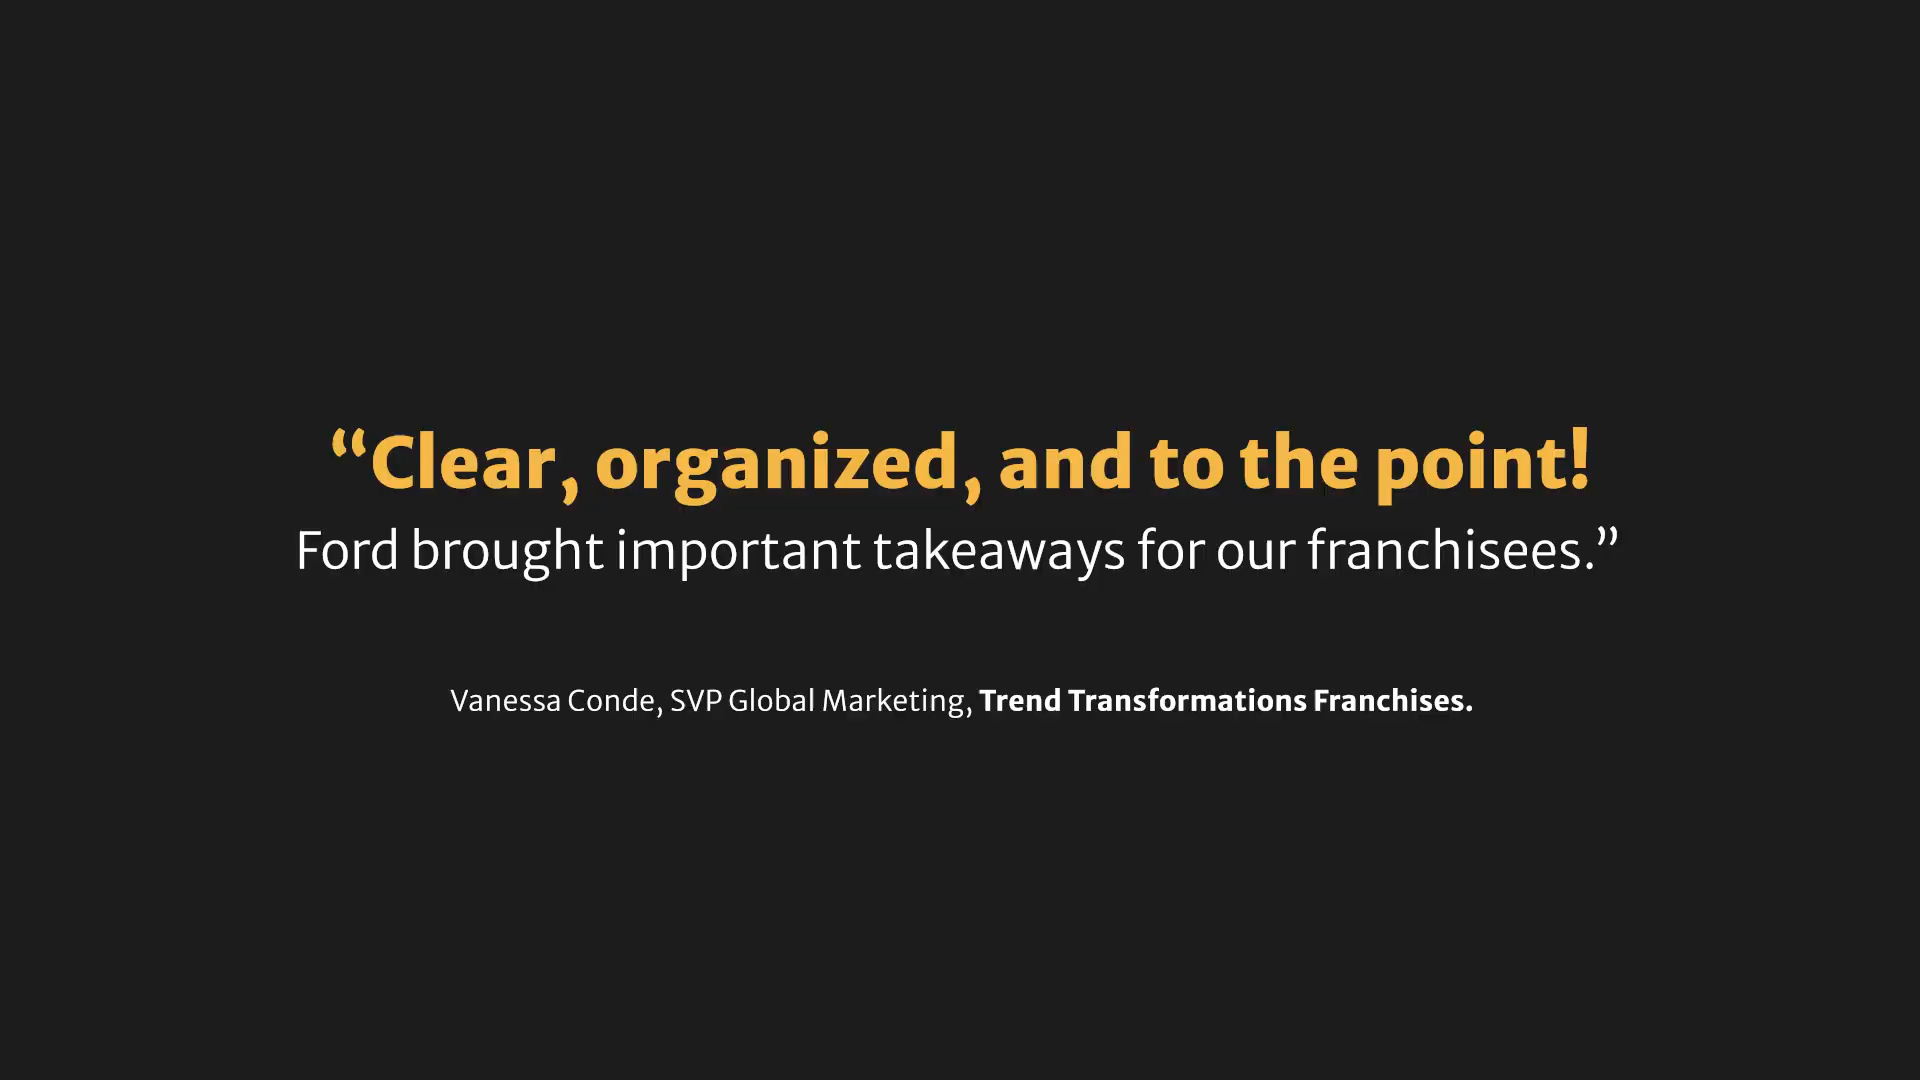 “Clear, organized, and to the point!
Ford brought important takeaways for our franchisees.”
Vanessa Conde, SVP Global Marketing, Trend Transformations Franchises.